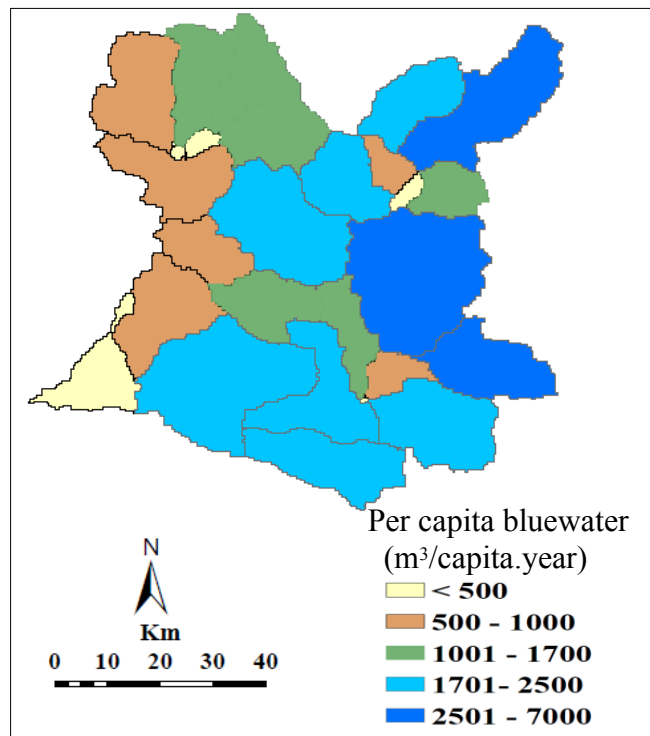 Per capita bluewater
(m³/capita.year)
N
Km
0 10 20 30 40
< 500
500 - 1000
1001 - 1700
1701- 2500
2501 - 7000